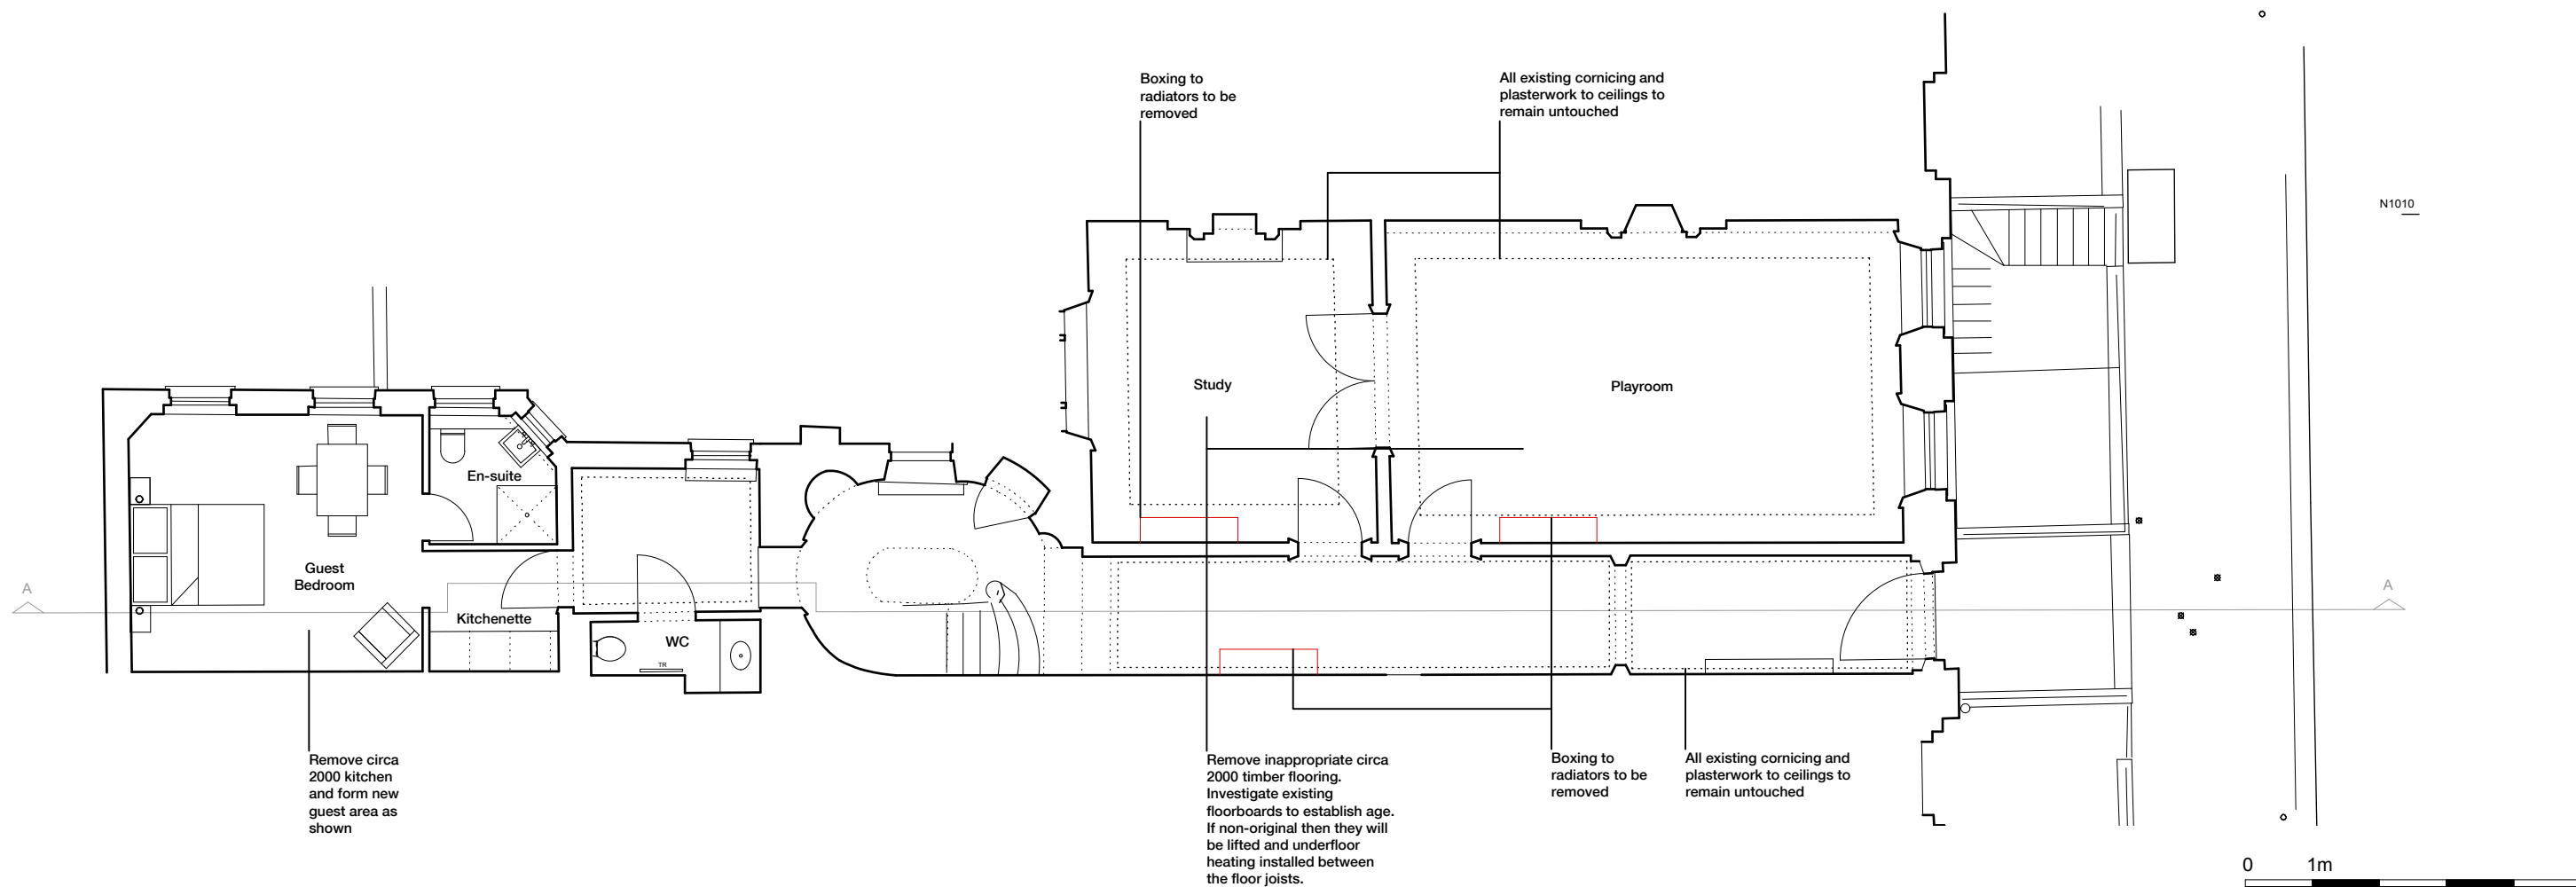 Boxing to
radiators to be
removed
All existing cornicing and
plasterwork to ceilings to
remain untouched
N1010
Study
Playroom
En-suite
Guest
Bedroom
A
A
Kitchenette
WC
TR
Remove circa
2000 kitchen
and form new
guest area as
shown
Remove inappropriate circa
2000 timber flooring.
Investigate existing
floorboards to establish age.
If non-original then they will
be lifted and underfloor
heating installed between
the floor joists.
Boxing to
radiators to be
removed
All existing cornicing and
plasterwork to ceilings to
remain untouched
0 1m